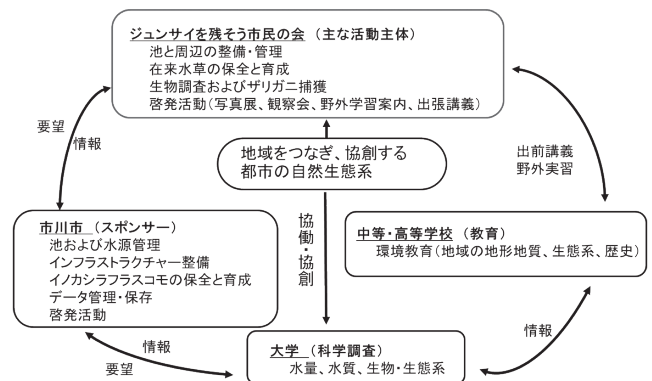 ジュンサイを残そう市民の会 (主な活動主体)
池と周辺の整備・管理
在来水草の保全と育成
生物調査およびザリガニ捕獲
啓発活動(写真展、観察会、野外学習案内、出張講義)
要望
情報
地域をつなぎ、協創する
都市の自然生態系
出前講義
野外実習
市川市 (スポンサー)
池および水源管理
インフラストラクチャー整備
イノカシラフラスコモの保全と育成
データ管理・保存
啓発活動
協働・協創
中等・高等学校 (教育)
環境教育(地域の地形地質、生態系、歴史)
情報
要望
大学 (科学調査)
水量、水質、生物・生態系
情報